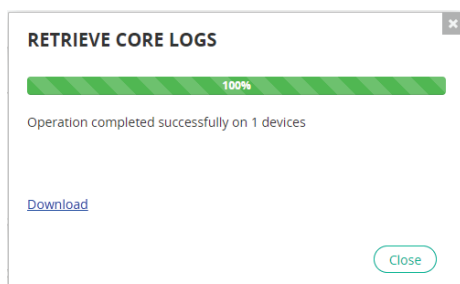 RETRIEVE CORE LOGS
100%
Operation completed successfully on 1 devices
Download
Close